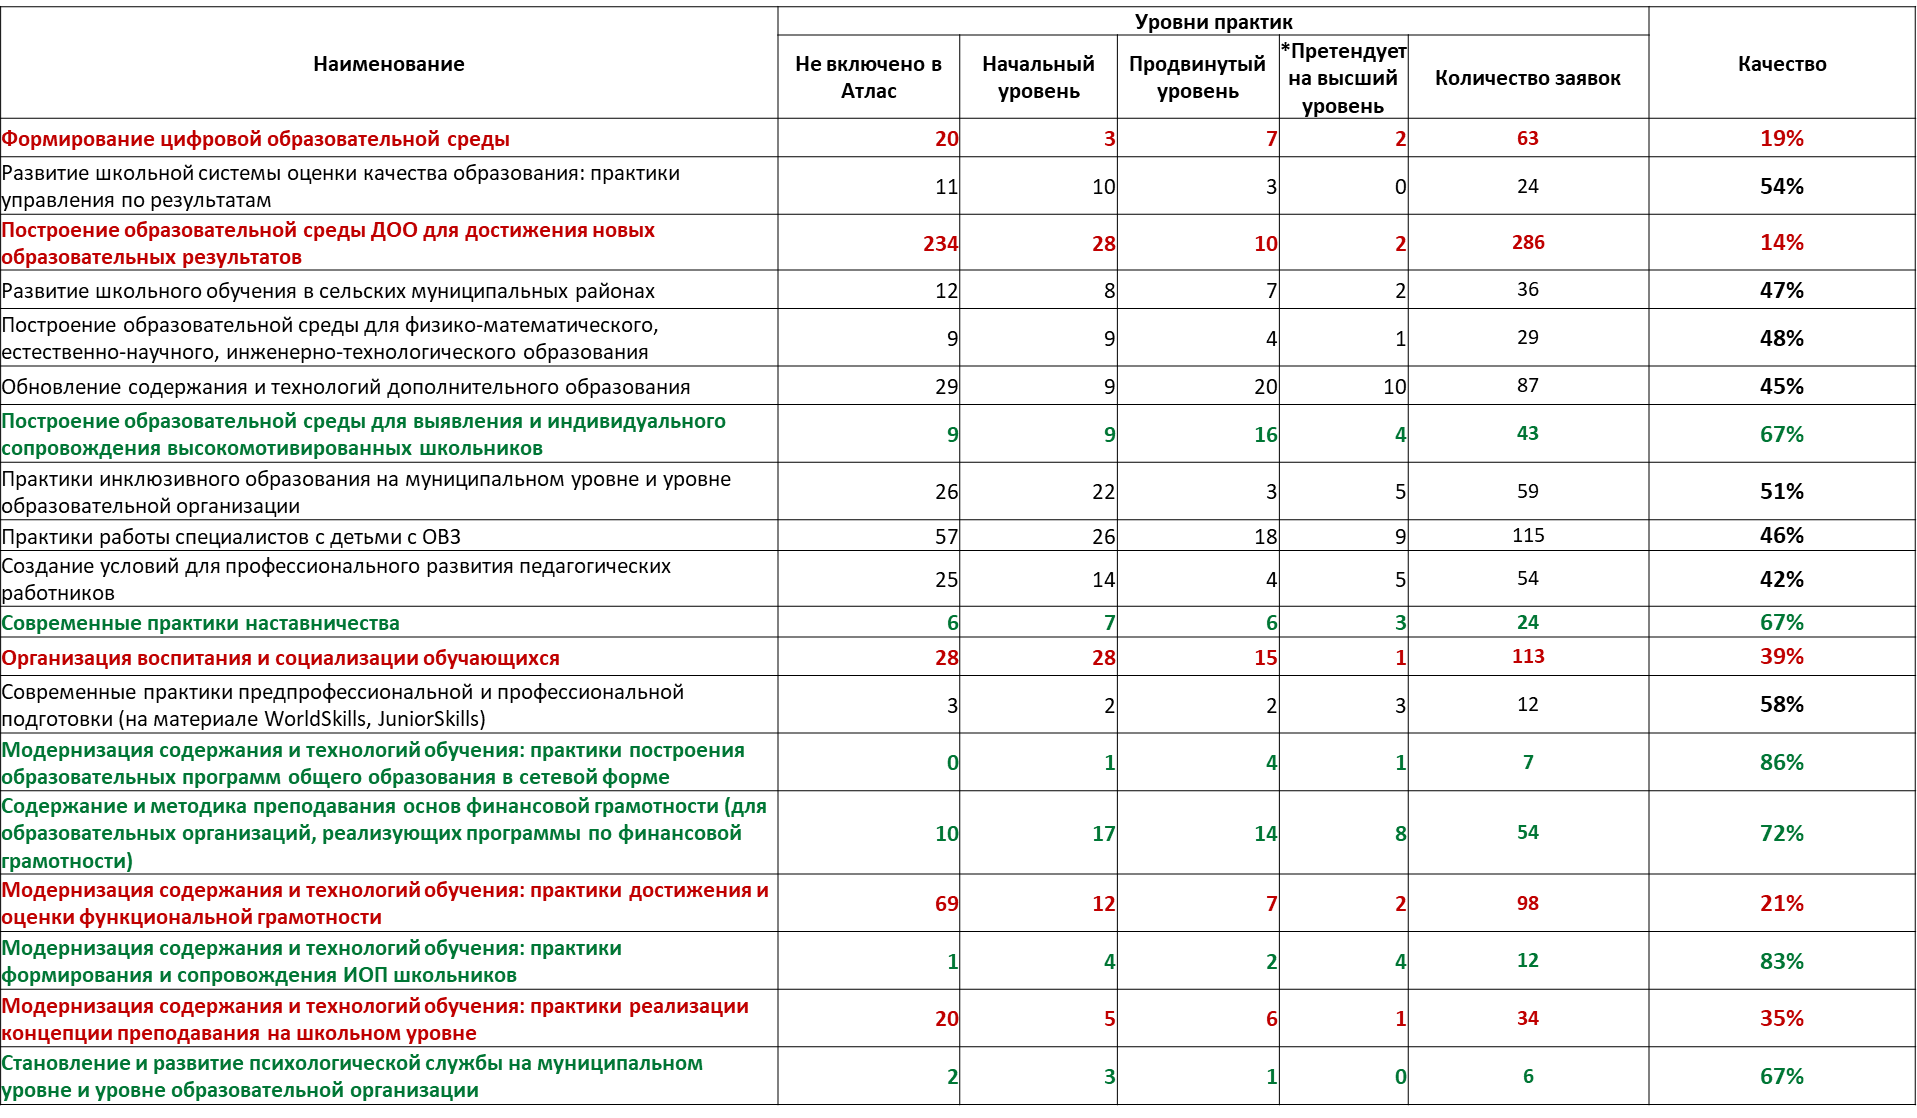 Наименование
Уровни практик
Качество
Не включено в
Атлас
Начальный
уровень
Продвинутый
уровень
*Претендует
на высший
уровень
Количество заявок
Формирование цифровой образовательной среды 20 3 7 2 63 19%
Развитие школьной системы оценки качества образования: практики
управления по результатам 11 10 3 0 24 54%
Построение образовательной среды ДОО для достижения новых
образовательных результатов 234 28 10 2 286 14%
Развитие школьного обучения в сельских муниципальных районах 12 8 7 2 36 47%
Построение образовательной среды для физико-математического,
естественно-научного, инженерно-технологического образования 9 9 4 1 29 48%
Обновление содержания и технологий дополнительного образования 29 9 20 10 87 45%
Построение образовательной среды для выявления и индивидуального
сопровождения высокомотивированных школьников 9 9 16 4 43 67%
Практики инклюзивного образования на муниципальном уровне и уровне
образовательной организации 26 22 3 5 59 51%
Практики работы специалистов с детьми с ОВЗ 57 26 18 9 115 46%
Создание условий для профессионального развития педагогических
работников 25 14 4 5 54 42%
Современные практики наставничества 6 7 6 3 24 67%
Организация воспитания и социализации обучающихся 28 28 15 1 113 39%
Современные практики предпрофессиональной и профессиональной
подготовки (на материале WorldSkills, JuniorSkills) 3 2 2 3 12 58%
Модернизация содержания и технологий обучения: практики построения
образовательных программ общего образования в сетевой форме 0 1 4 1 7 86%
Содержание и методика преподавания основ финансовой грамотности (для
образовательных организаций, реализующих программы по финансовой
грамотности) 10 17 14 8 54 72%
Модернизация содержания и технологий обучения: практики достижения и
оценки функциональной грамотности 69 12 7 2 98 21%
Модернизация содержания и технологий обучения: практики
формирования и сопровождения ИОП школьников 1 4 2 4 12 83%
Модернизация содержания и технологий обучения: практики реализации
концепции преподавания на школьном уровне 20 5 6 1 34 35%
Становление и развитие психологической службы на муниципальном
уровне и уровне образовательной организации 2 3 1 0 6 67%